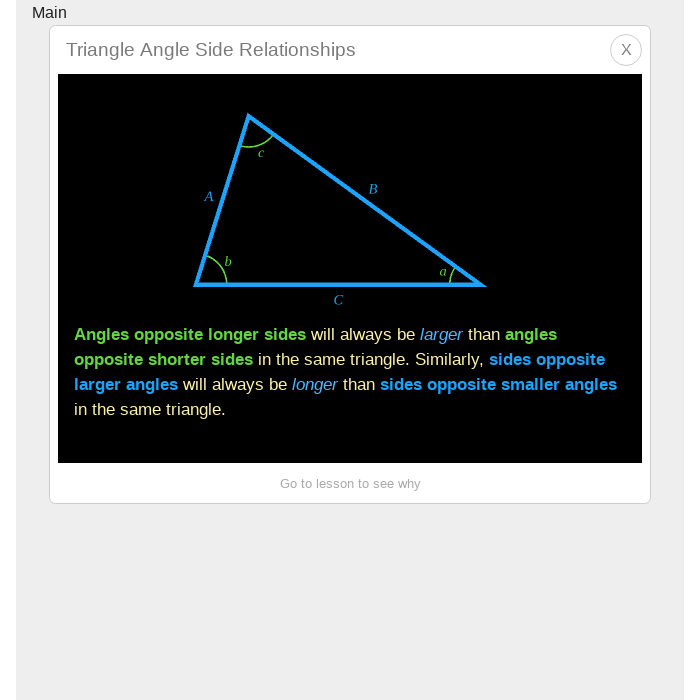 Main
Triangle Angle Side Relationships
X
c
A
B
b
a
C
Angles opposite longer sides will always be larger than angles
opposite shorter sides in the same triangle. Similarly, sides opposite
larger angles will always be longer than sides opposite smaller angles
in the same triangle.
Go to lesson to see why